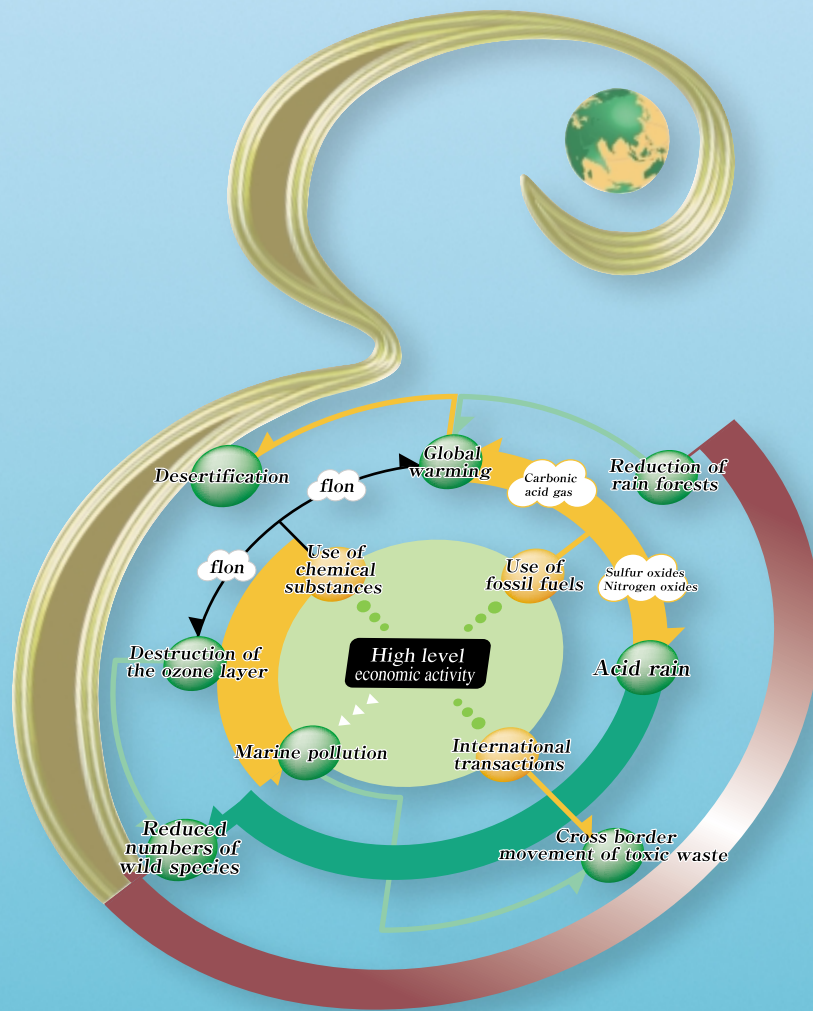 Global
warming
Desertification
flon
Carbonic
acid gas
Reduction of
rain forests
flon
Use of
chemical
substances
Use of
fossil fuels
Sulfur oxides
Nitrogen oxides
Destruction of
the ozone layer
High level
economic activity
Acid rain
Marine pollution
International
transactions
Reduced
numbers of
wild species
Cross border
movement of toxic waste